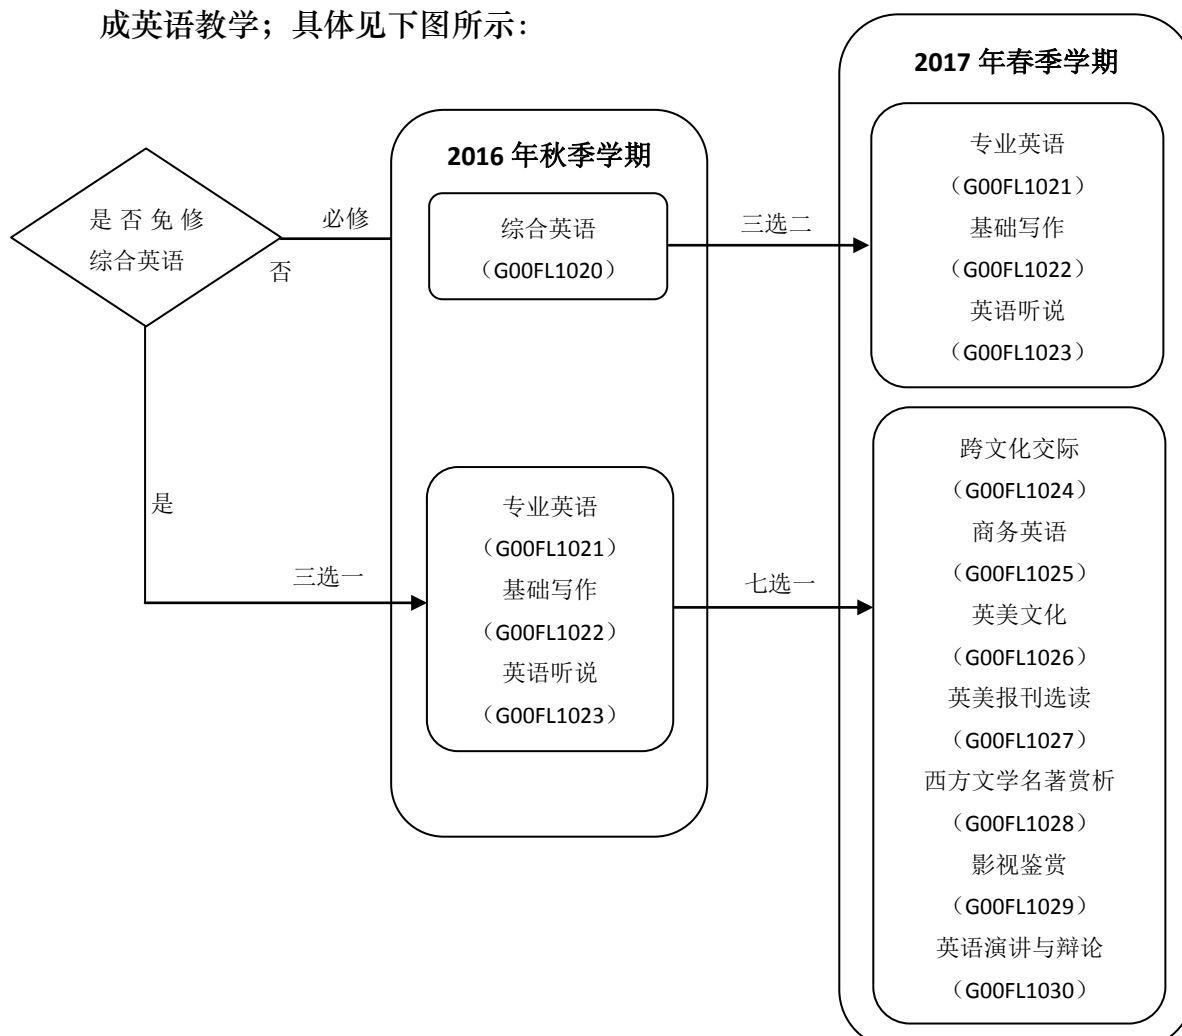 成英语教学；具体见下图所示：
是否免修
综合英语
必修
否
是
三选一
2016 年秋季学期
综合英语
（G00FL1020）
专业英语
（G00FL1021）
基础写作
（G00FL1022）
英语听说
（G00FL1023）
三选二
七选一
2017 年春季学期
专业英语
（G00FL1021）
基础写作
（G00FL1022）
英语听说
（G00FL1023）
跨文化交际
（G00FL1024）
商务英语
（G00FL1025）
英美文化
（G00FL1026）
英美报刊选读
（G00FL1027）
西方文学名著赏析
（G00FL1028）
影视鉴赏
（G00FL1029）
英语演讲与辩论
（G00FL1030）